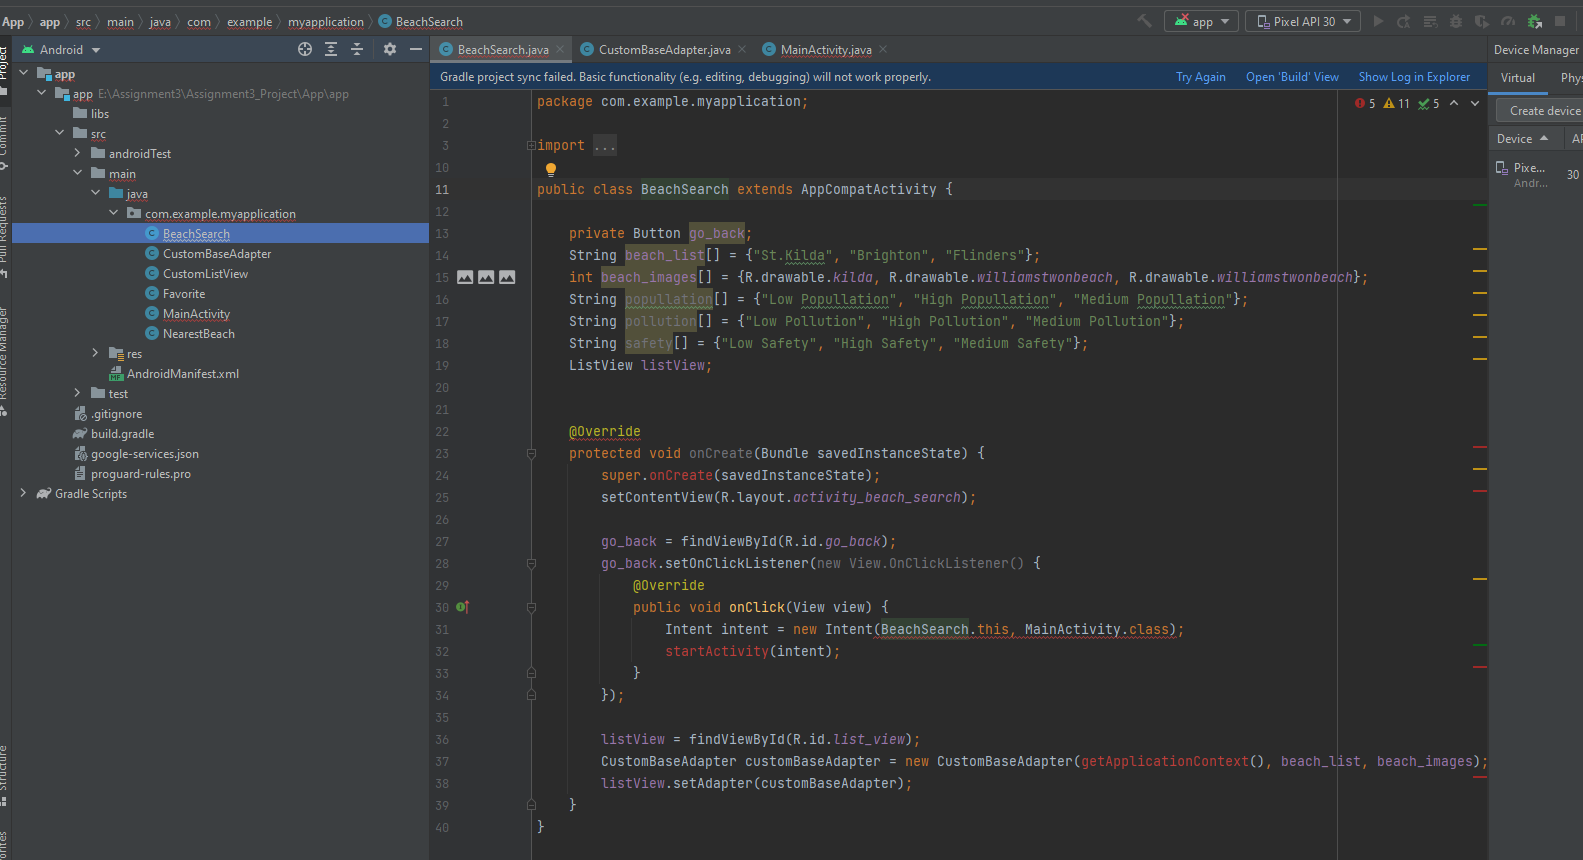 App app src main java com example myapplication BeachSearch
app Pixel API 30
Android
BeachSearch.java CustomBaseAdapter.java MainActivity.java
Device Manager
Gradle project sync failed. Basic functionality (e.g. editing, debugging) will not work properly.
Try Again Open 'Build' View Show Log in Explorer
Virtual Phys
Create device
Device AP
Pixe... 30
Andr...
Project
Commit
Pull Requests
Resource Manager
Structure
app
app E:\Assignment3\Assignment3_Project\App\app
libs
src
androidTest
main
java
com.example.myapplication
BeachSearch
CustomBaseAdapter
CustomListView
Favorite
MainActivity
NearestBeach
res
AndroidManifest.xml
test
.gitignore
build.gradle
google-services.json
proguard-rules.pro
Gradle Scripts
5 11 5
1 package com.example.myapplication;
2
3 import ...
10
11 public class BeachSearch extends AppCompatActivity {
12
13 private Button go_back;
14 String beach_list[] = {"St.Kilda", "Brighton", "Flinders"};
15 int beach_images[] = {R.drawable.kilda, R.drawable.williamstwonbeach, R.drawable.williamstwonbeach};
16 String popullation[] = {"Low Popullation", "High Popullation", "Medium Popullation"};
17 String pollution[] = {"Low Pollution", "High Pollution", "Medium Pollution"};
18 String safety[] = {"Low Safety", "High Safety", "Medium Safety"};
19 ListView listView;
20
21
22 @Override
23 protected void onCreate(Bundle savedInstanceState) {
24 super.onCreate(savedInstanceState);
25 setContentView(R.layout.activity_beach_search);
26
27 go_back = findViewById(R.id.go_back);
28 go_back.setOnClickListener(new View.OnClickListener() {
29 @Override
30 public void onClick(View view) {
31 Intent intent = new Intent(BeachSearch.this, MainActivity.class);
32 startActivity(intent);
33 }
34 });
35
36 listView = findViewById(R.id.list_view);
37 CustomBaseAdapter customBaseAdapter = new CustomBaseAdapter(getApplicationContext(), beach_list, beach_images);
38 listView.setAdapter(customBaseAdapter);
39 }
40 }